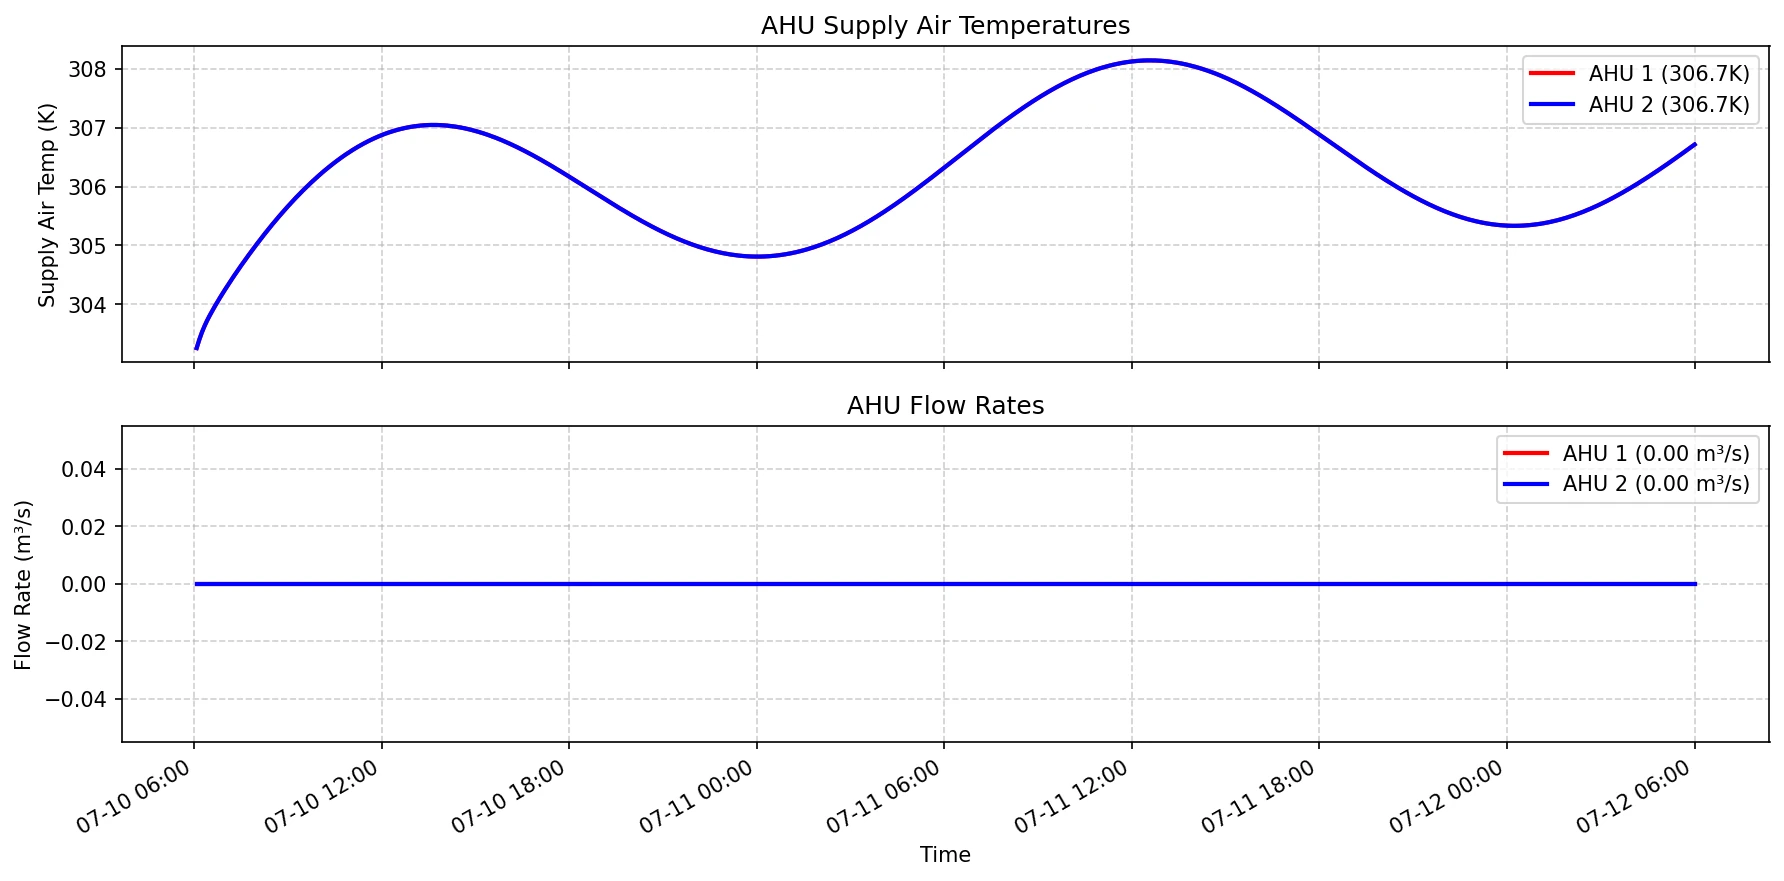 AHU Supply Air Temperatures
Supply Air Temp (K)
308
307
306
305
304
AHU 1 (306.7K)
AHU 2 (306.7K)
AHU Flow Rates
Flow Rate (m³/s)
0.04
0.02
0.00
−0.02
−0.04
AHU 1 (0.00 m³/s)
AHU 2 (0.00 m³/s)
07-10 06:00
07-10 12:00
07-10 18:00
07-11 00:00
07-11 06:00
07-11 12:00
07-11 18:00
07-12 00:00
07-12 06:00
Time